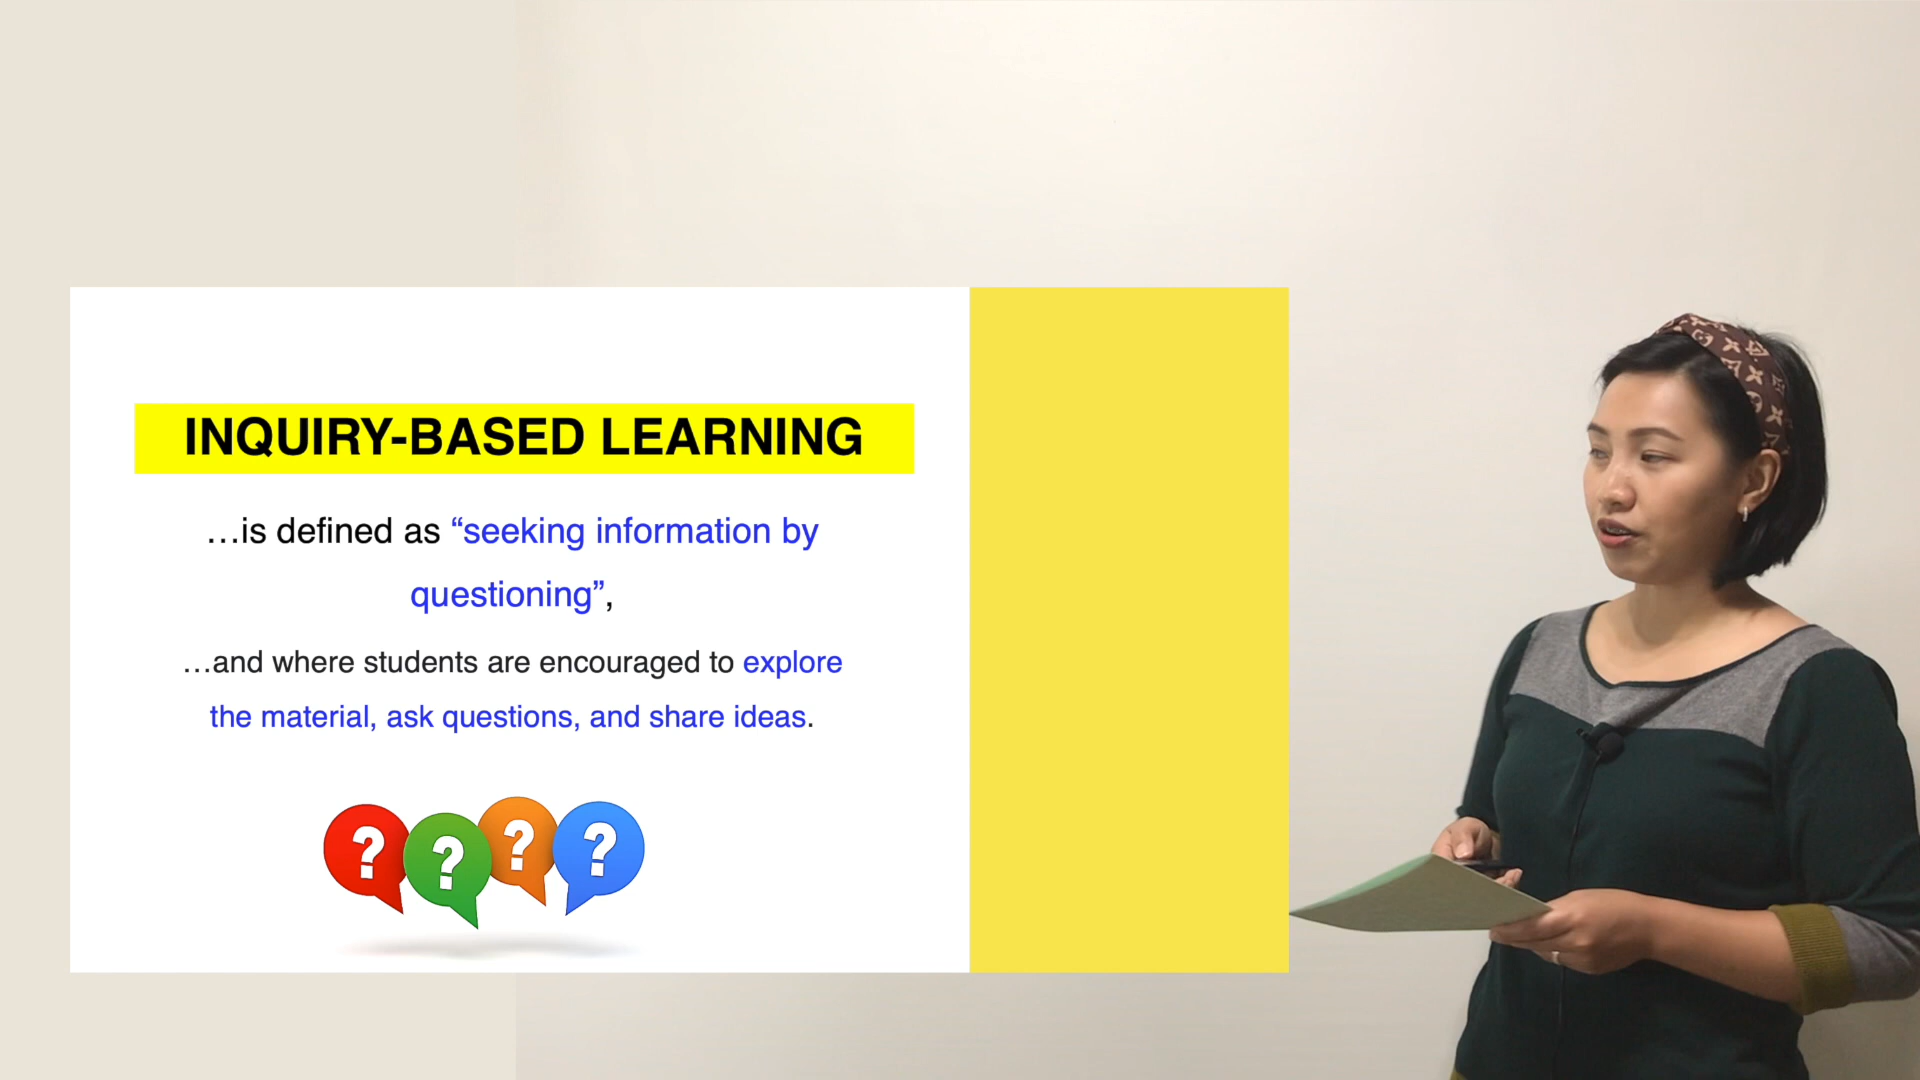 INQUIRY-BASED LEARNING
…is defined as “seeking information by
questioning”,
…and where students are encouraged to explore
the material, ask questions, and share ideas.
? ? ? ?